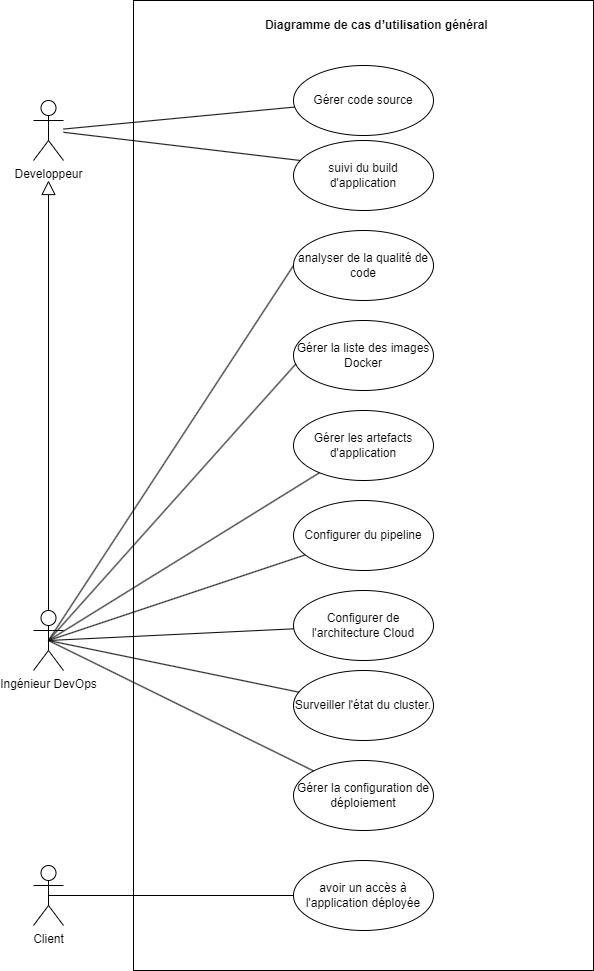 Diagramme de cas d'utilisation général
Gérer code source
Developpeur
suivi du build
d'application
analyser de la qualité de
code
Gérer la liste des images
Docker
Gérer les artefacts
d'application
Configurer du pipeline
Configurer de
l'architecture Cloud
Ingénieur DevOps
Surveiller l'état du cluster.
Gérer la configuration de
déploiement
avoir un accès à
l'application déployée
Client